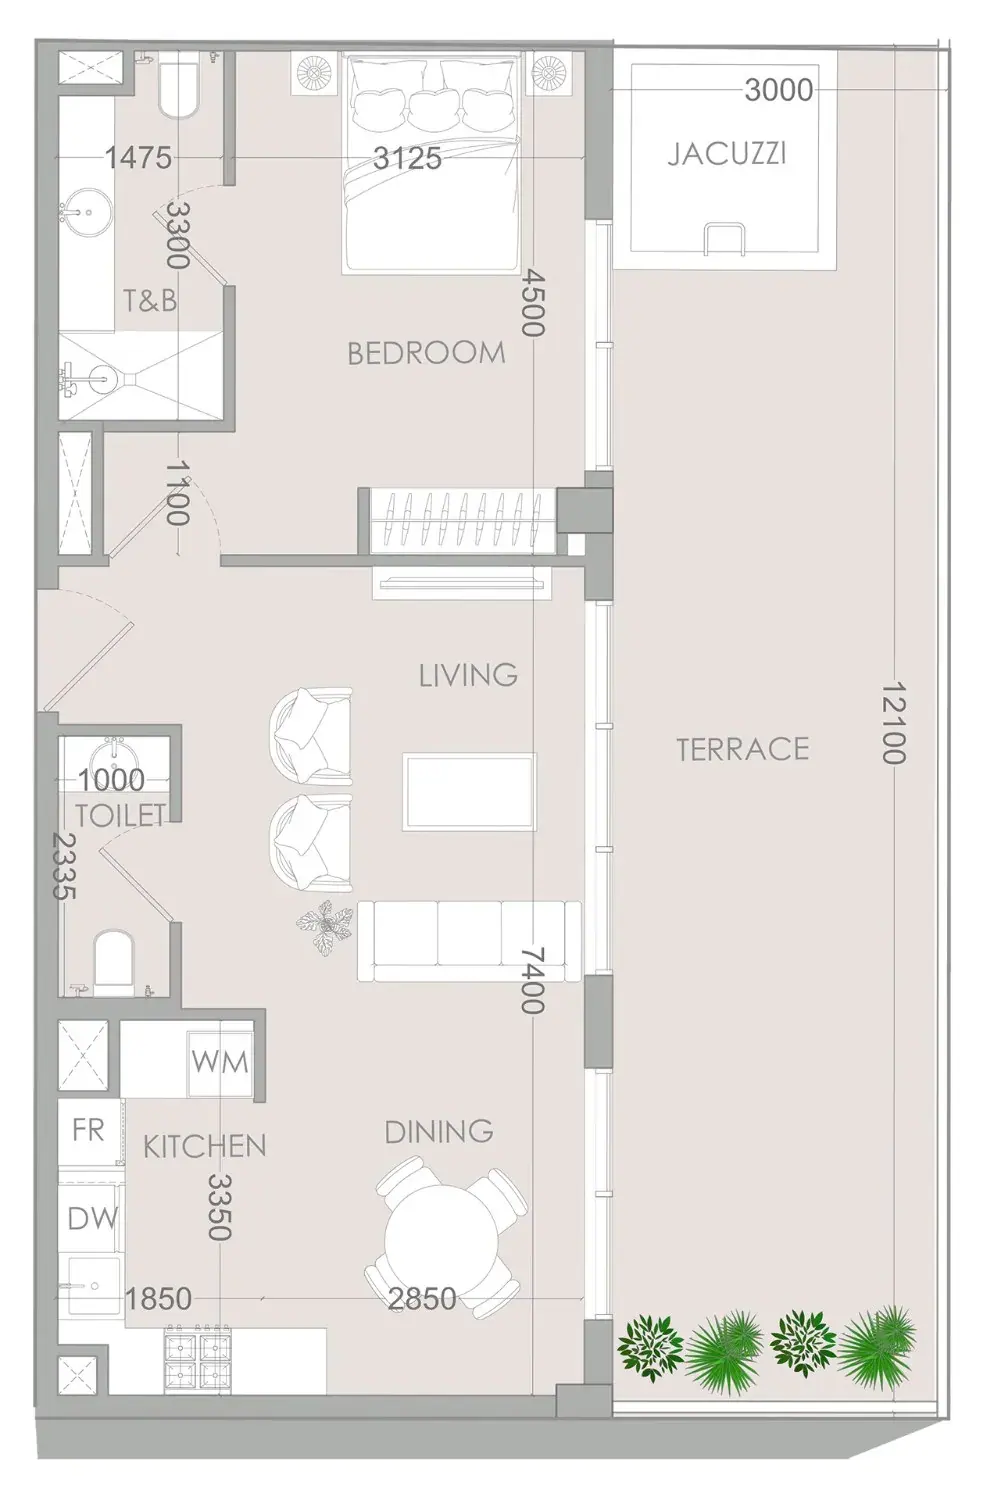 3000
1475
3125
JACUZZI
3300
T&B
4500
BEDROOM
1100
LIVING
12100
TERRACE
1000
TOILET
2335
7400
WM
FR
KITCHEN
DINING
3350
DW
1850
2850